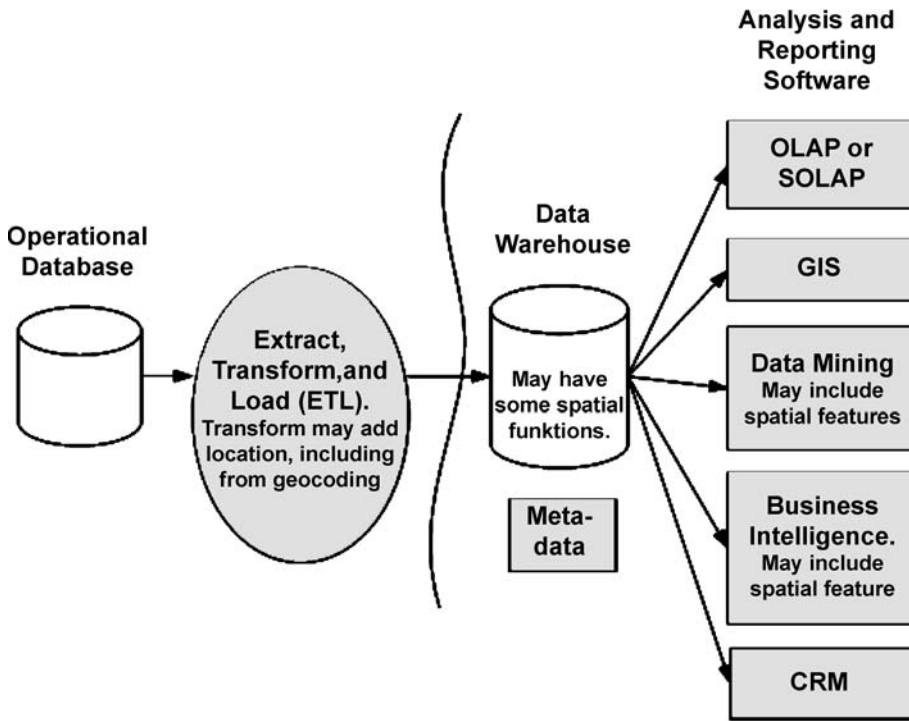 Operational
Database
Extract,
Transform,and
Load (ETL).
Transform may add
location, including
from geocoding
Data
Warehouse
May have
some spatial
funktions.
Meta-
data
Analysis and
Reporting
Software
OLAP or
SOLAP
GIS
Data Mining
May include
spatial features
Business
Intelligence.
May include
spatial feature
CRM